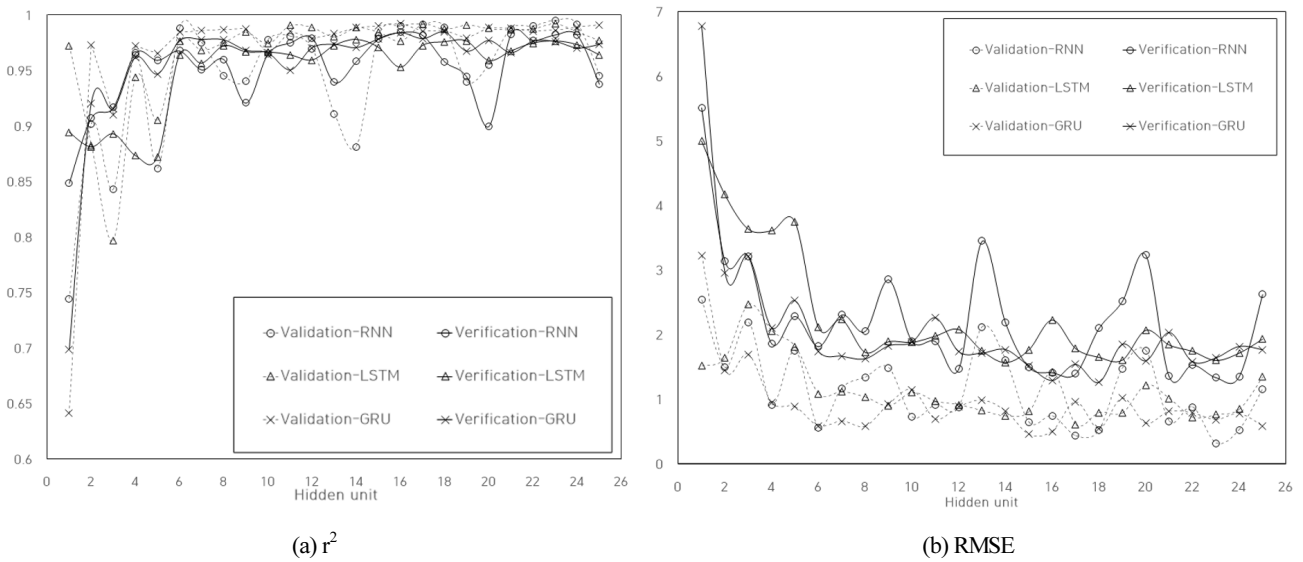 1
0.95
0.9
0.85
0.8
0.75
0.7
0.65
0.6
0 2 4 6 8 10 12 14 16 18 20 22 24 26
Hidden unit
Validation-RNN Verification-RNN
Validation-LSTM Verification-LSTM
Validation-GRU Verification-GRU
(a) r²
7
6
5
4
3
2
1
0
0 2 4 6 8 10 12 14 16 18 20 22 24 26
Hidden unit
Validation-RNN Verification-RNN
Validation-LSTM Verification-LSTM
Validation-GRU Verification-GRU
(b) RMSE